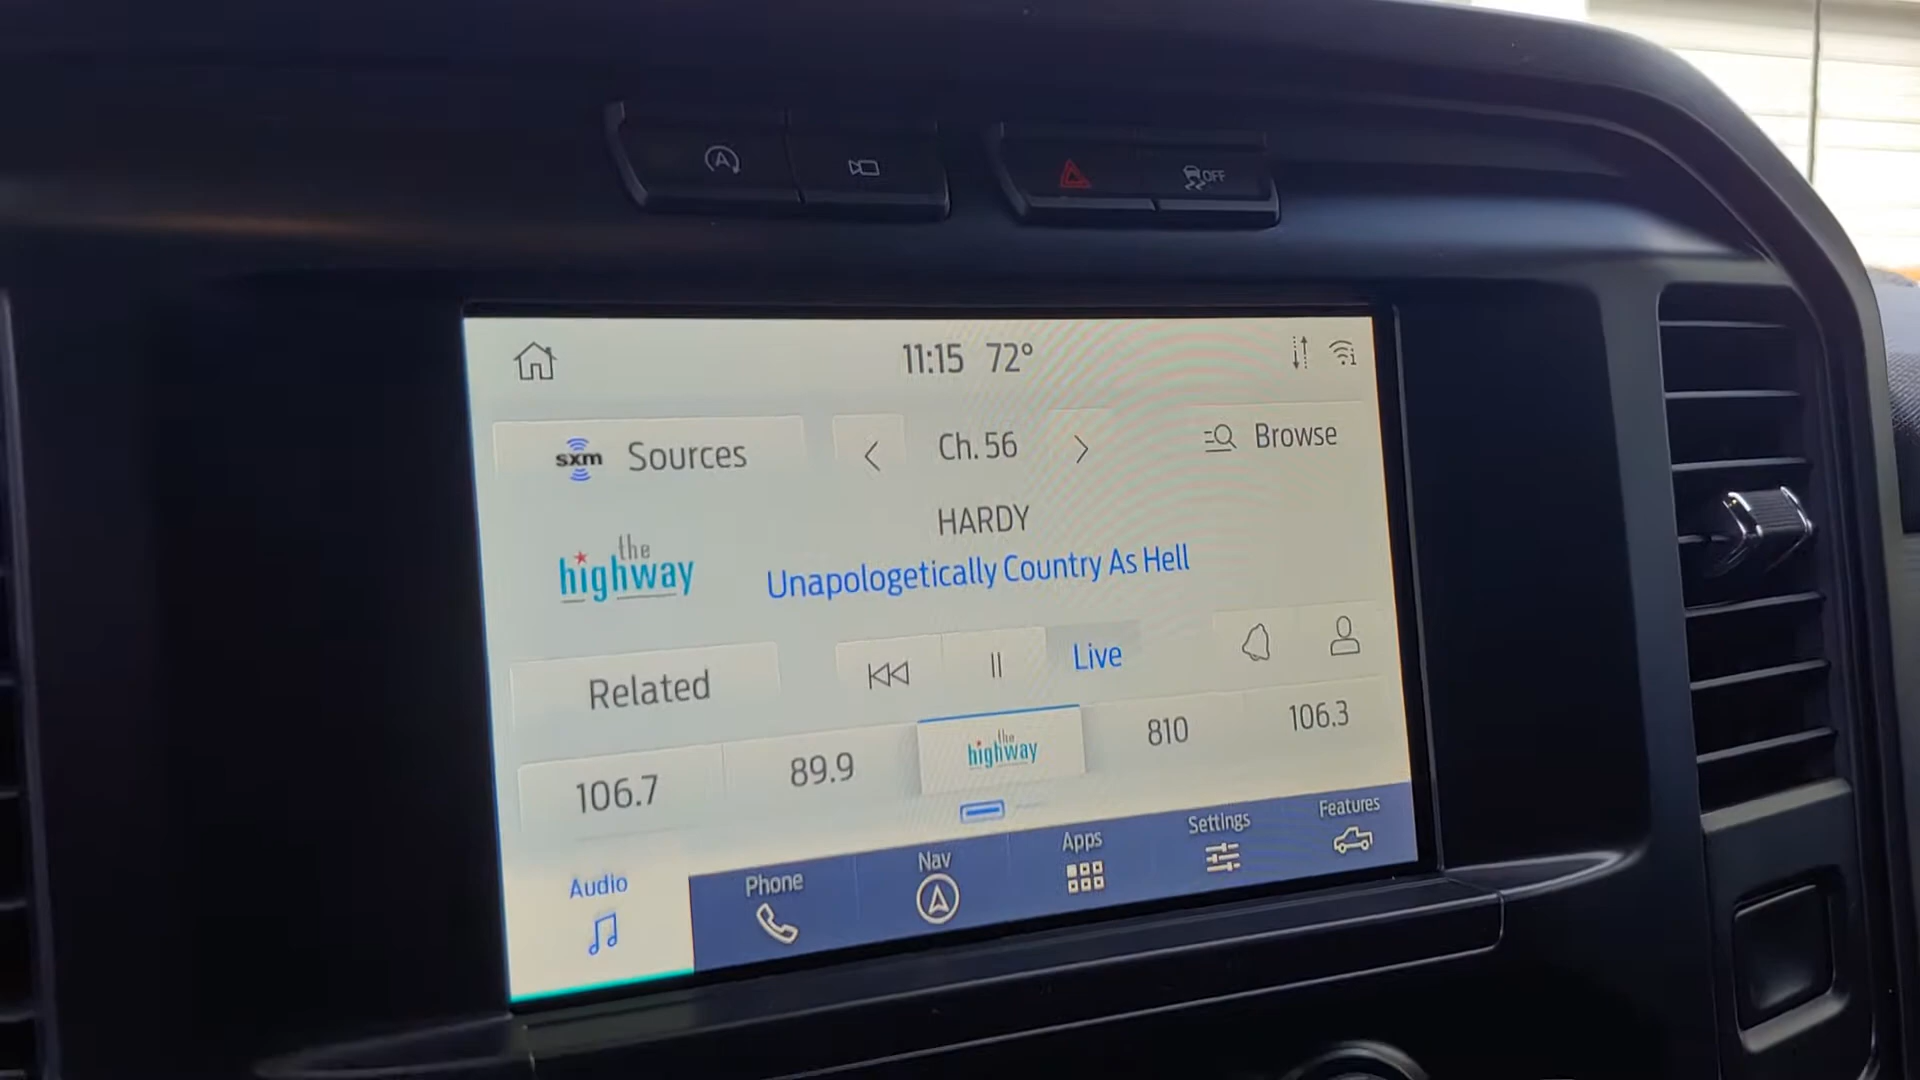 A
OFF
11:15 72°
sxm Sources
Ch. 56
Browse
HARDY
the
highway
Unapologetically Country As Hell
Related
Live
106.7
89.9
the
highway
810
106.3
Audio
Phone
Nav
Apps
Settings
Features